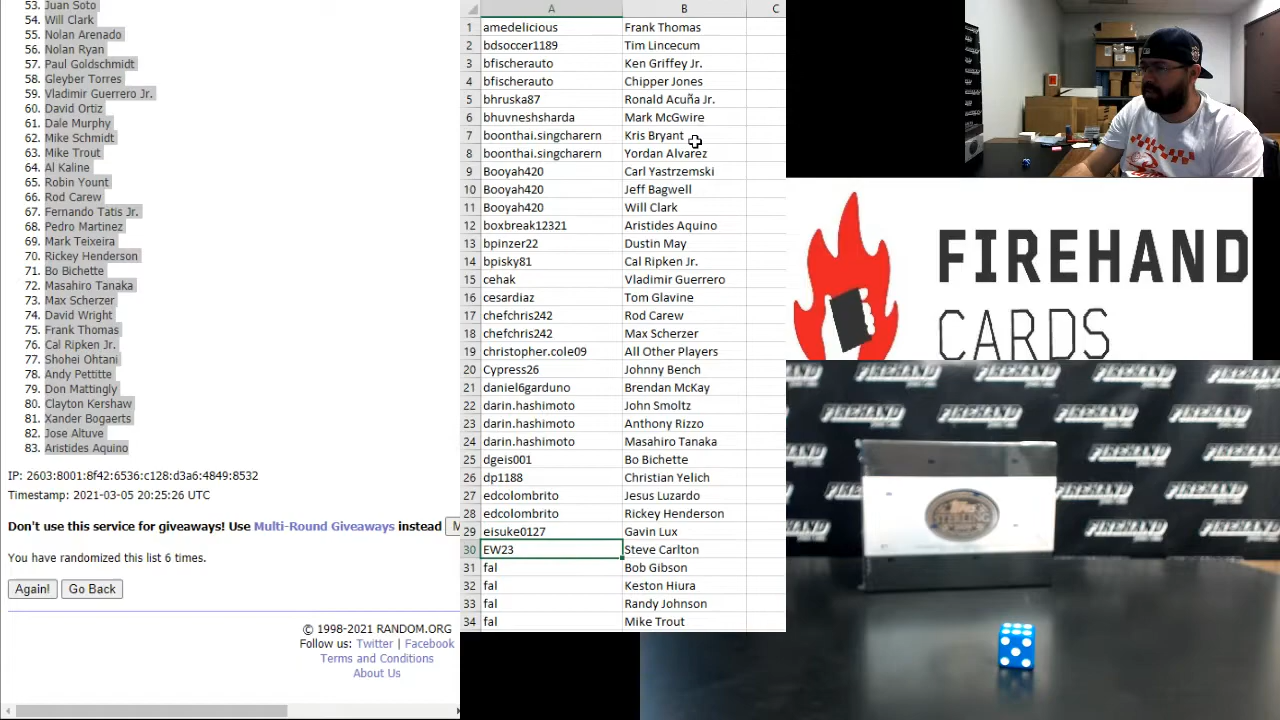 53. Juan Soto
54. Will Clark
55. Nolan Arenado
56. Nolan Ryan
57. Paul Goldschmidt
58. Gleyber Torres
59. Vladimir Guerrero Jr.
60. David Ortiz
61. Dale Murphy
62. Mike Schmidt
63. Mike Trout
64. Al Kaline
65. Robin Yount
66. Rod Carew
67. Fernando Tatis Jr.
68. Pedro Martinez
69. Mark Teixeira
70. Rickey Henderson
71. Bo Bichette
72. Masahiro Tanaka
73. Max Scherzer
74. David Wright
75. Frank Thomas
76. Cal Ripken Jr.
77. Shohei Ohtani
78. Andy Pettitte
79. Don Mattingly
80. Clayton Kershaw
81. Xander Bogaerts
82. Jose Altuve
83. Aristides Aquino
IP: 2603:8001:8f42:6536:c128:d3a6:4849:8532
Timestamp: 2021-03-05 20:25:26 UTC
Don't use this service for giveaways! Use Multi-Round Giveaways instead
You have randomized this list 6 times.
Again! Go Back
© 1998-2021 RANDOM.ORG
Follow us: Twitter | Facebook
Terms and Conditions
About Us
A B C
1 amedelicious Frank Thomas
2 bdsoccer1189 Tim Lincecum
3 bfischerauto Ken Griffey Jr.
4 bfischerauto Chipper Jones
5 bhruska87 Ronald Acuña Jr.
6 bhuvneshsharda Mark McGwire
7 boonthai.singcharern Kris Bryant
8 boonthai.singcharern Yordan Alvarez
9 Booyah420 Carl Yastrzemski
10 Booyah420 Jeff Bagwell
11 Booyah420 Will Clark
12 boxbreak12321 Aristides Aquino
13 bpinzer22 Dustin May
14 bpisky81 Cal Ripken Jr.
15 cehak Vladimir Guerrero
16 cesardiaz Tom Glavine
17 chefchris242 Rod Carew
18 chefchris242 Max Scherzer
19 christopher.cole09 All Other Players
20 Cypress26 Johnny Bench
21 daniel6garduno Brendan McKay
22 darin.hashimoto John Smoltz
23 darin.hashimoto Anthony Rizzo
24 darin.hashimoto Masahiro Tanaka
25 dgeis001 Bo Bichette
26 dp1188 Christian Yelich
27 edcolombrito Jesus Luzardo
28 edcolombrito Rickey Henderson
29 eisuke0127 Gavin Lux
30 EW23 Steve Carlton
31 fal Bob Gibson
32 fal Keston Hiura
33 fal Randy Johnson
34 fal Mike Trout
FIREHAND
CARDS
FIREHAND
FIREHAND
FIREHAND
FIREHAND
FIREHAND
FIREHAND
FIREHAND